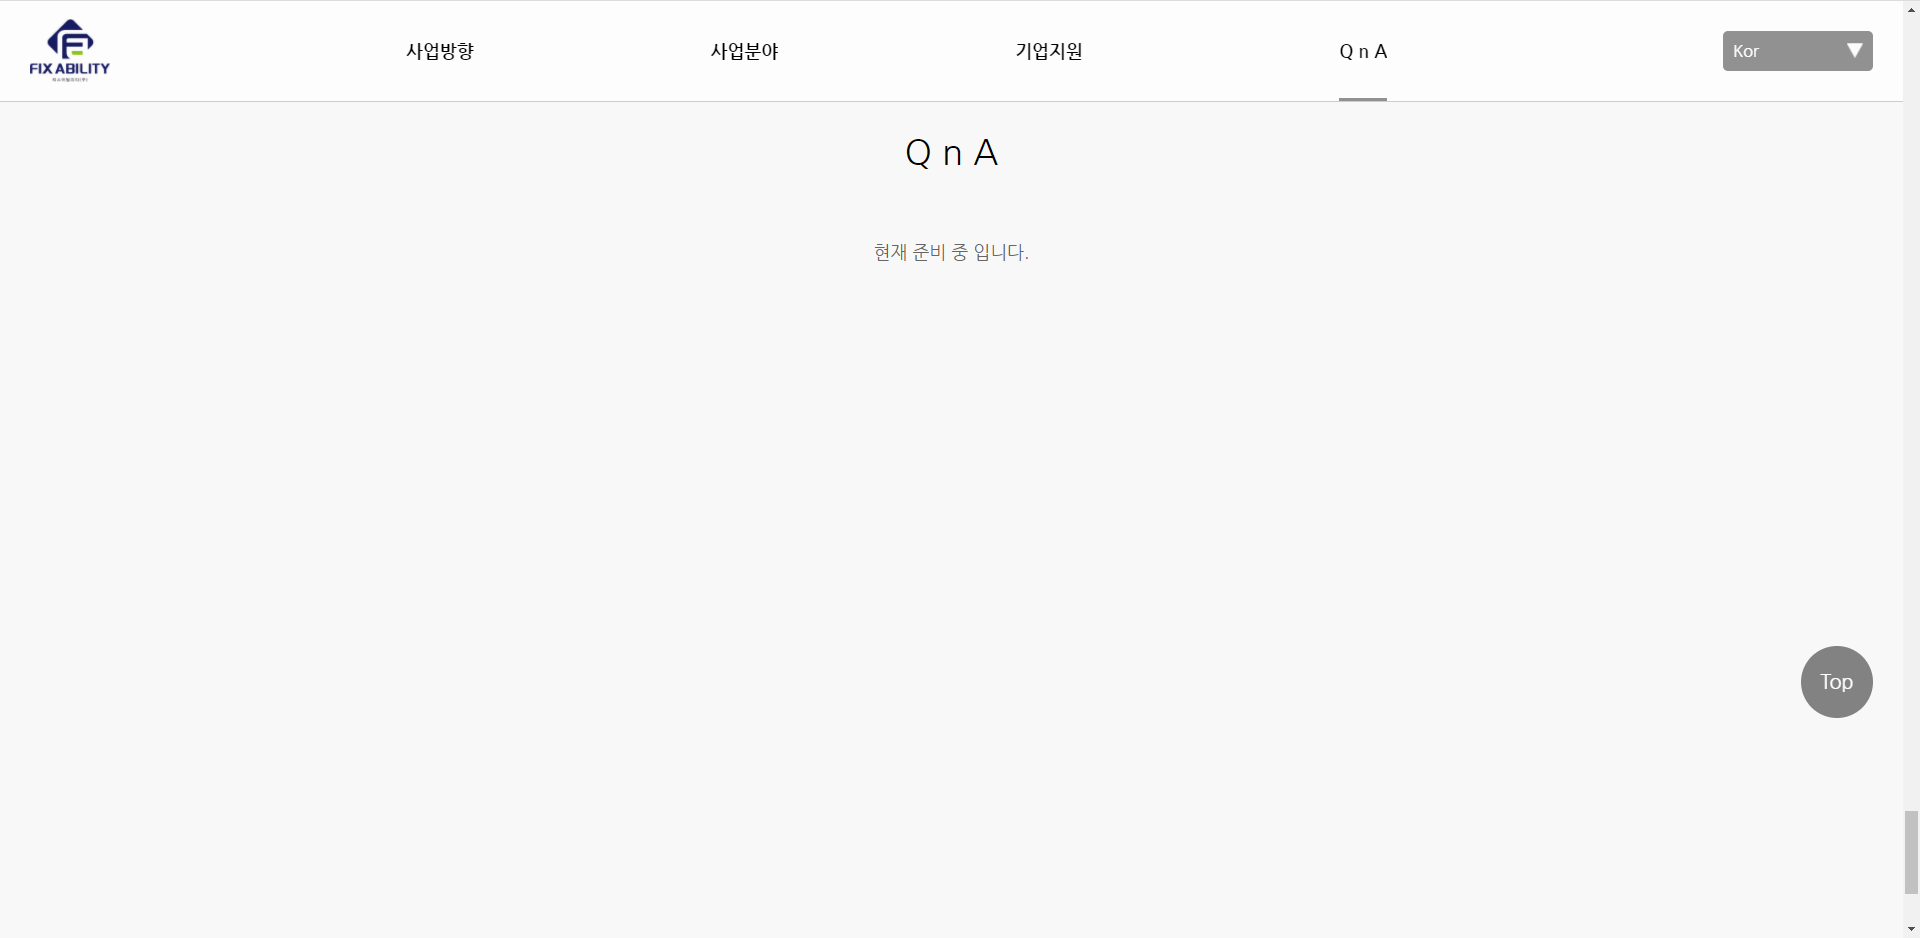 FIX ABILITY
사업방향
사업분야
기업지원
Q n A
Kor
Q n A
현재 준비 중 입니다.
Top